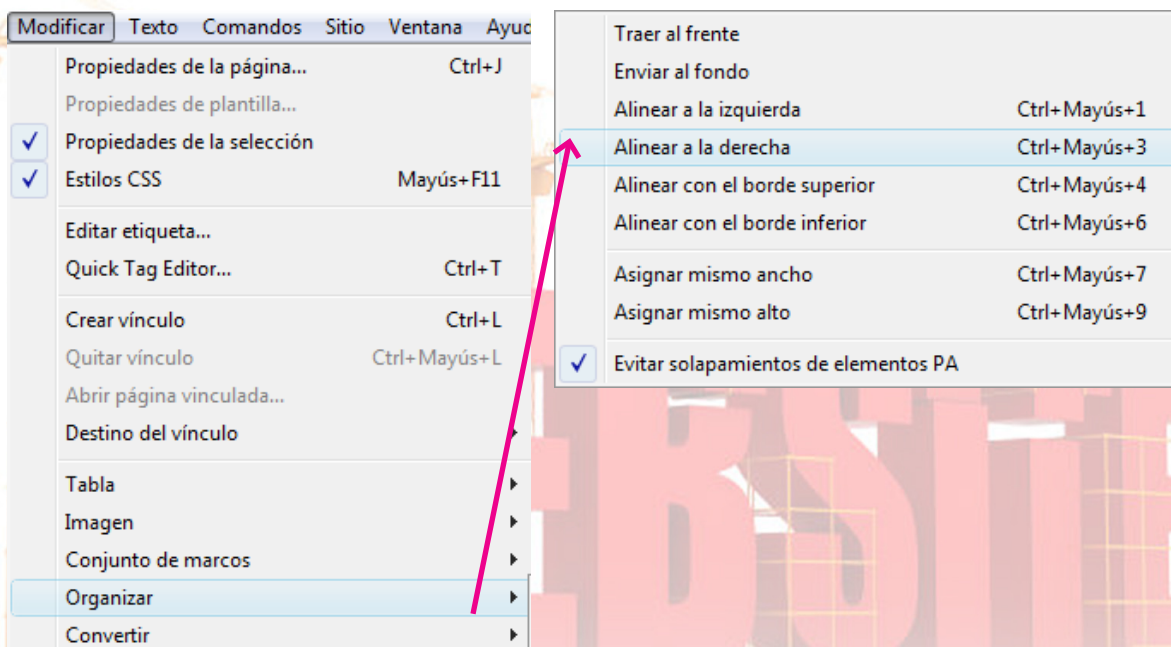 Modificar Texto Comandos Sitio Ventana Ayud
Propiedades de la página... Ctrl+J
Propiedades de plantilla...
Propiedades de la selección
Estilos CSS Mayús+F11
Editar etiqueta...
Quick Tag Editor... Ctrl+T
Crear vínculo Ctrl+L
Quitar vínculo Ctrl+Mayús+L
Abrir página vinculada...
Destino del vínculo
Tabla
Imagen
Conjunto de marcos
Organizar
Convertir
Traer al frente
Enviar al fondo
Alinear a la izquierda Ctrl+Mayús+1
Alinear a la derecha Ctrl+Mayús+3
Alinear con el borde superior Ctrl+Mayús+4
Alinear con el borde inferior Ctrl+Mayús+6
Asignar mismo ancho Ctrl+Mayús+7
Asignar mismo alto Ctrl+Mayús+9
Evitar solapamientos de elementos PA
EBSITE